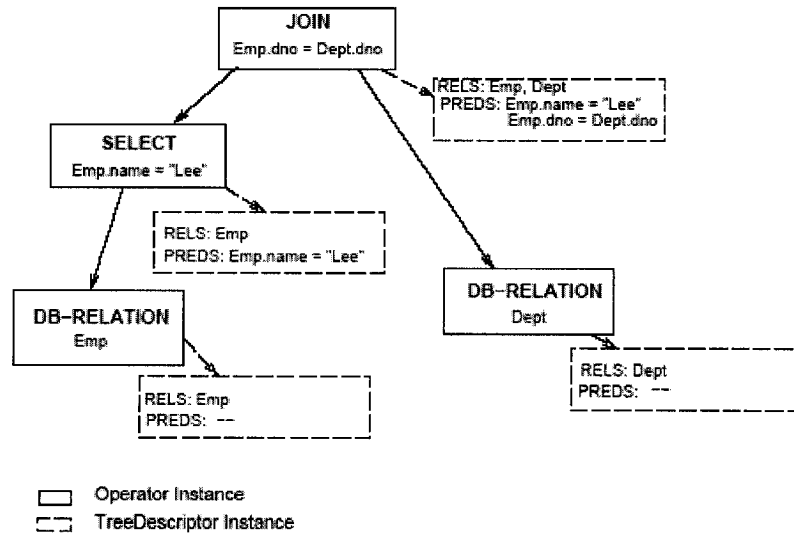 JOIN
Emp.dno = Dept.dno
RELS: Emp, Dept
PREDS: Emp.name = "Lee"
Emp.dno = Dept.dno
SELECT
Emp.name = "Lee"
RELS: Emp
PREDS: Emp.name = "Lee"
DB-RELATION
Emp
DB-RELATION
Dept
RELS: Emp
PREDS: --
RELS: Dept
PREDS: --
Operator Instance
TreeDescriptor Instance